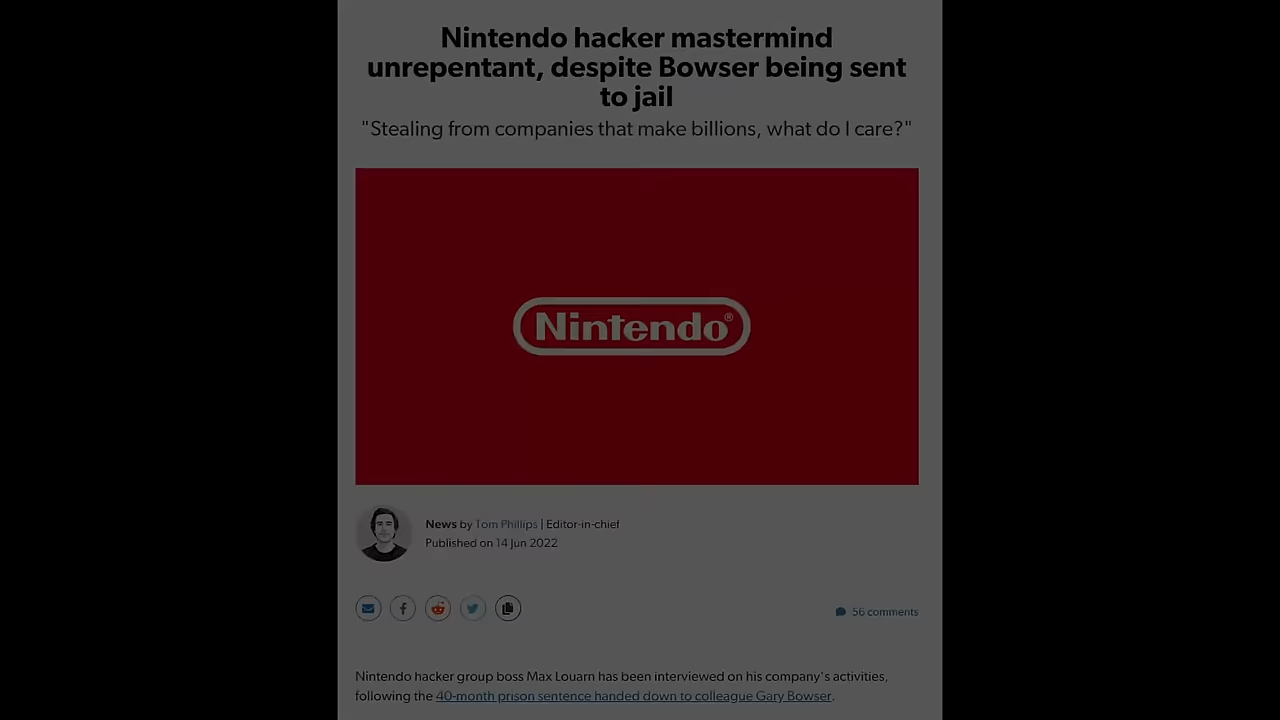 Nintendo hacker mastermind
unrepentant, despite Bowser being sent
to jail
"Stealing from companies that make billions, what do I care?"
Nintendo®
News by Tom Phillips | Editor-in-chief
Published on 14 Jun 2022
56 comments
Nintendo hacker group boss Max Louarn has been interviewed on his company's activities,
following the 40-month prison sentence handed down to colleague Gary Bowser.